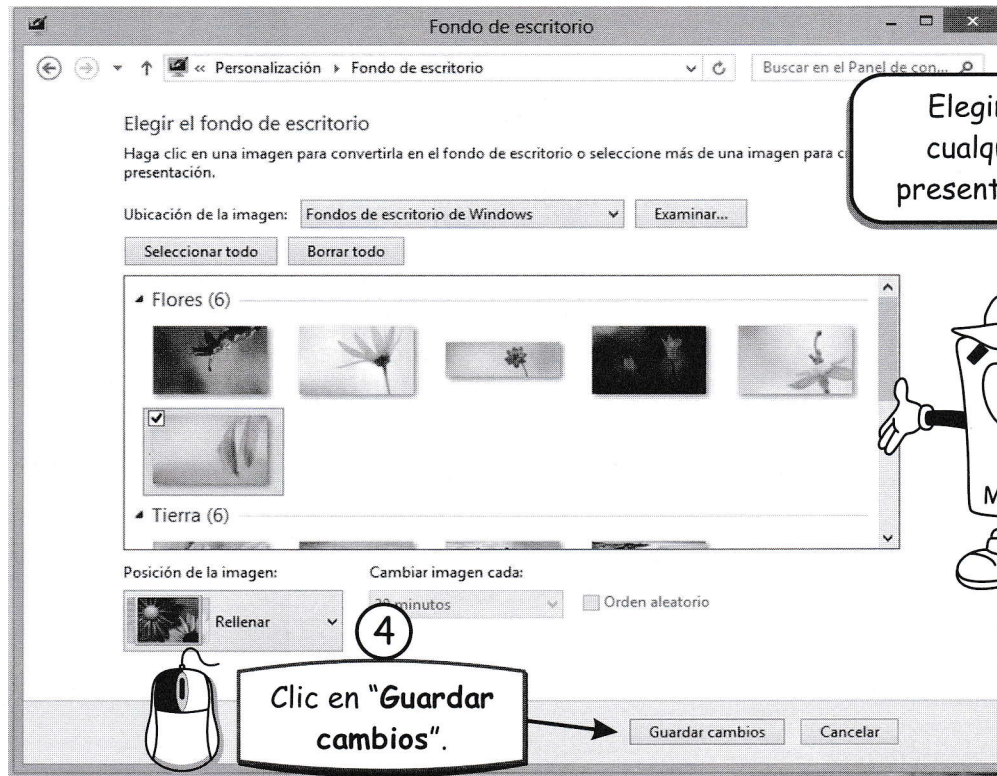 Fondo de escritorio
« Personalización ▸ Fondo de escritorio
Buscar en el Panel de con...
Elegir el fondo de escritorio
Haga clic en una imagen para convertirla en el fondo de escritorio o seleccione más de una imagen para
presentación.
Ubicación de la imagen: Fondos de escritorio de Windows Examinar...
Seleccionar todo Borrar todo
Flores (6)
Tierra (6)
Posición de la imagen: Cambiar imagen cada:
Rellenar minutos Orden aleatorio
4
Clic en "Guardar
cambios".
Guardar cambios Cancelar
M